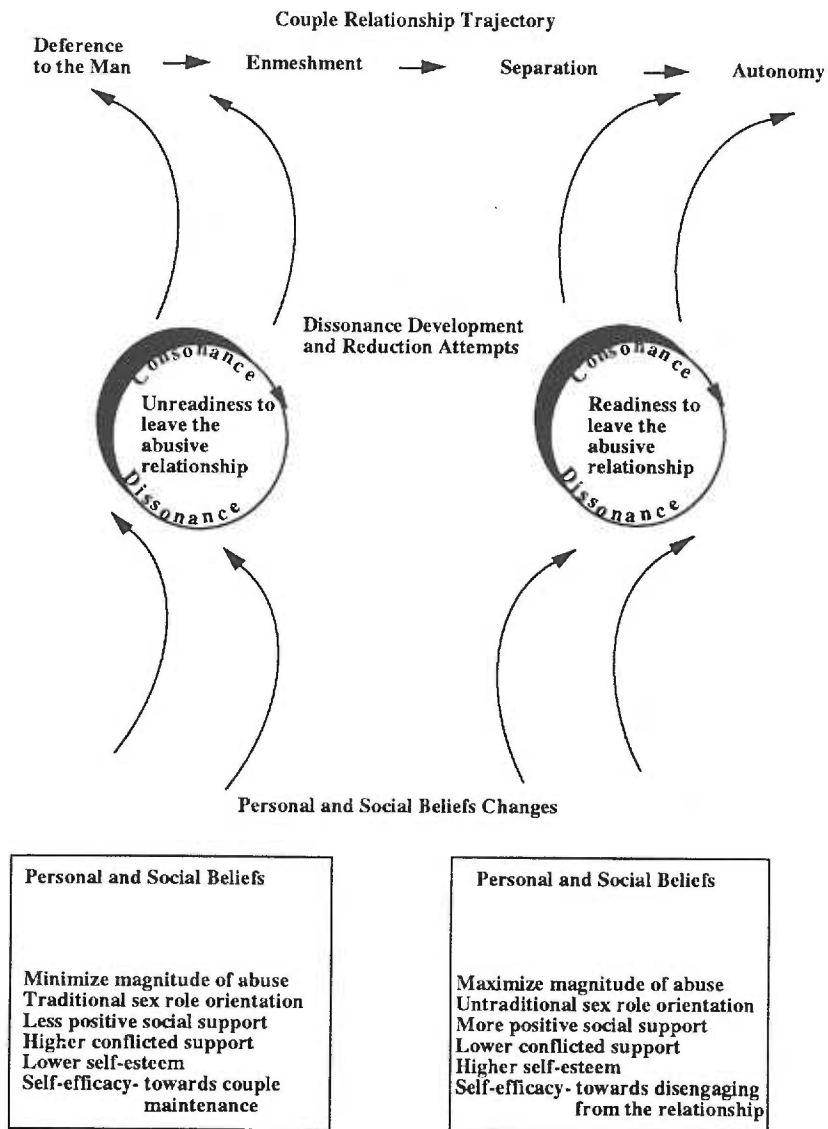 Couple Relationship Trajectory
Deference
to the Man
Enmeshment
Separation
Autonomy
Dissonance Development
and Reduction Attempts
Consonance
Unreadiness to
leave the
abusive
relationship
Dissonance
Consonance
Readiness to
leave the
abusive
relationship
Dissonance
Personal and Social Beliefs Changes
Personal and Social Beliefs
Minimize magnitude of abuse
Traditional sex role orientation
Less positive social support
Higher conflicted support
Lower self-esteem
Self-efficacy- towards couple
maintenance
Personal and Social Beliefs
Maximize magnitude of abuse
Untraditional sex role orientation
More positive social support
Lower conflicted support
Higher self-esteem
Self-efficacy- towards disengaging
from the relationship